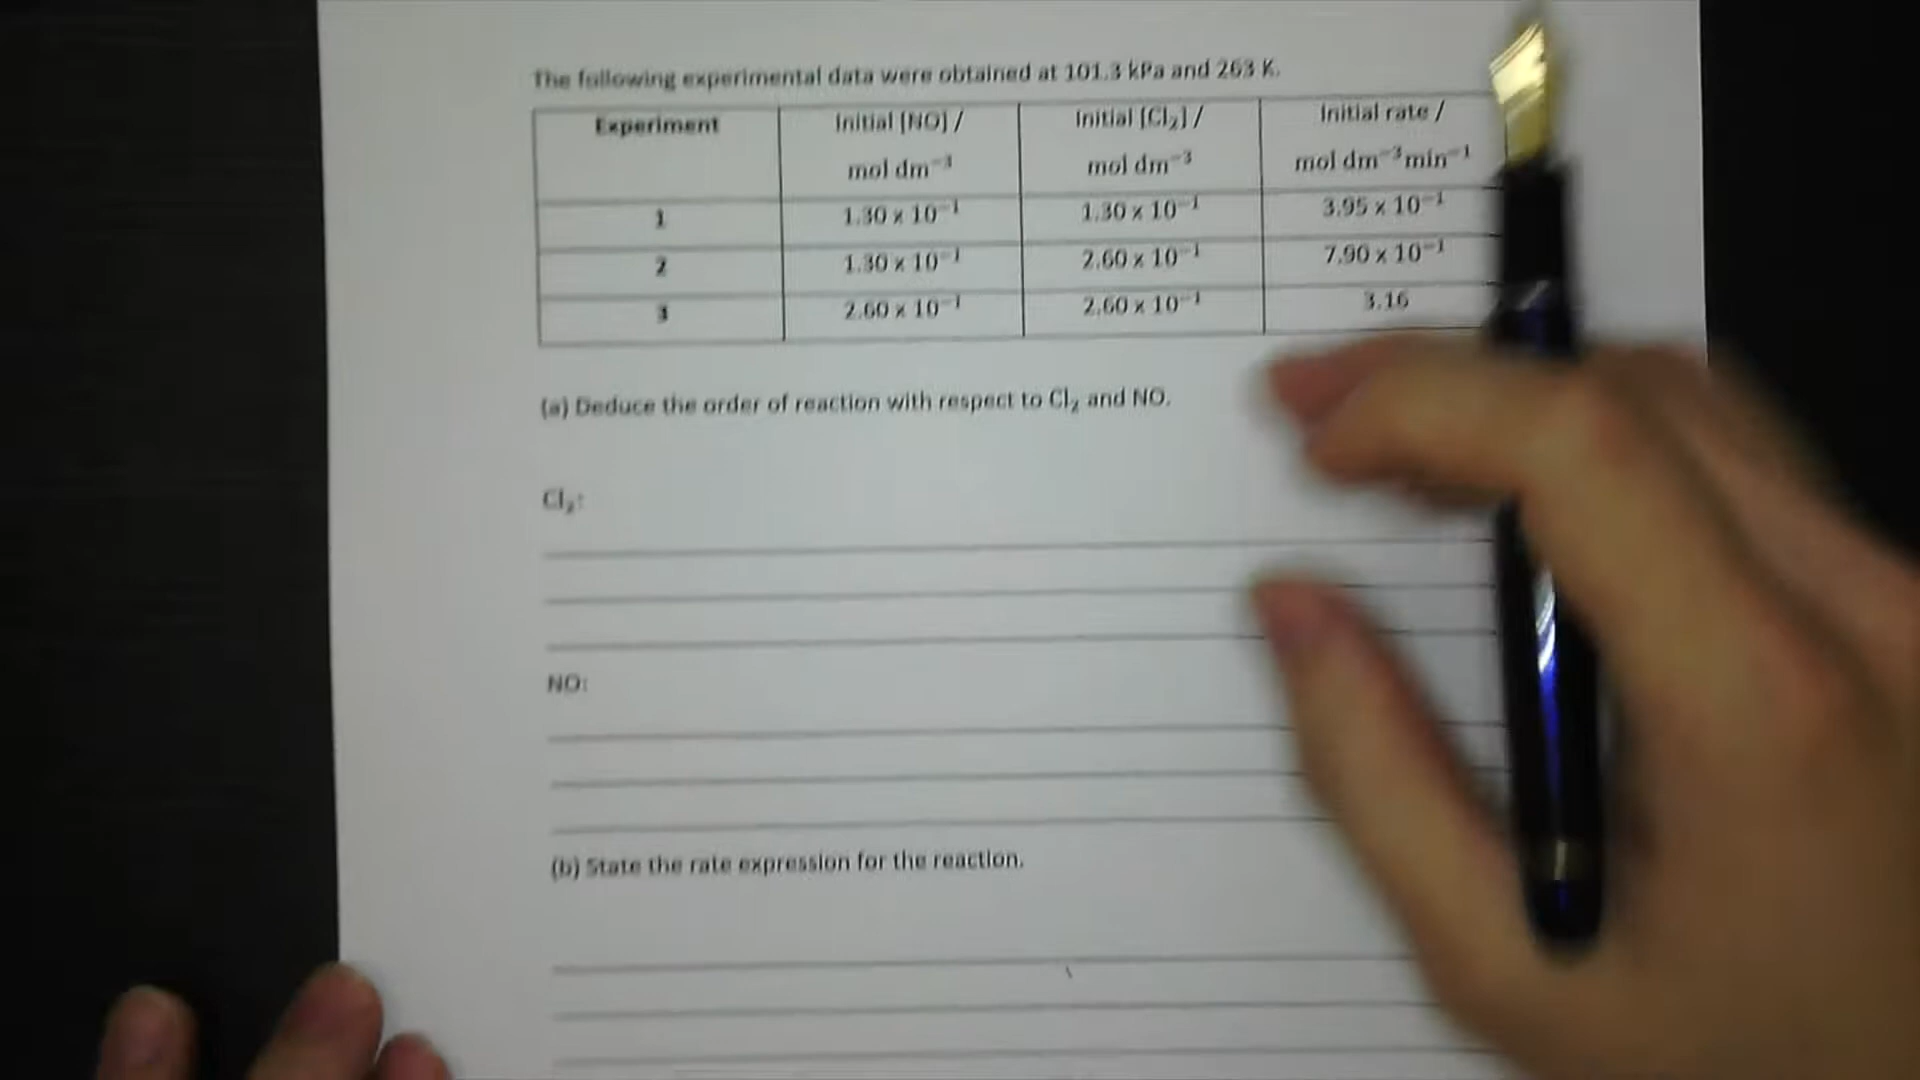 The following experimental data were obtained at 101.3 kPa and 263 K.
Experiment Initial [NO] / mol dm⁻³ Initial [Cl₂] / mol dm⁻³ Initial rate / mol dm⁻³min⁻¹
1 1.30 x 10⁻¹ 1.30 x 10⁻¹ 3.95 x 10⁻¹
2 1.30 x 10⁻¹ 2.60 x 10⁻¹ 7.90 x 10⁻¹
3 2.60 x 10⁻¹ 2.60 x 10⁻¹ 3.16
(a) Deduce the order of reaction with respect to Cl₂ and NO.
Cl₂:
NO:
(b) State the rate expression for the reaction.